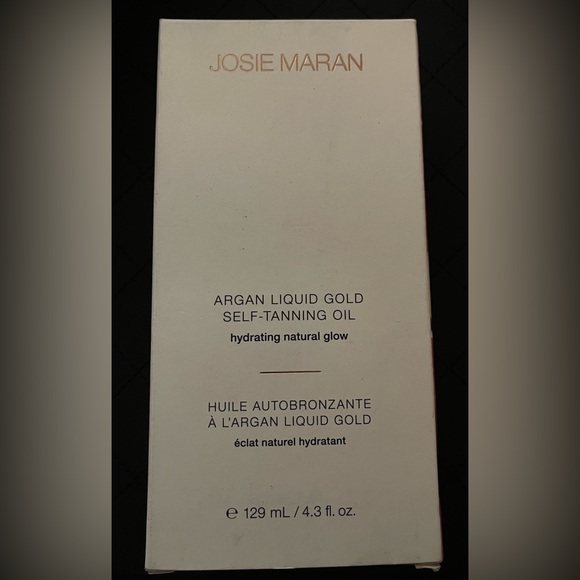 JOSIE MARAN
ARGAN LIQUID GOLD
SELF-TANNING OIL
hydrating natural glow
HUILE AUTOBRONZANTE
À L'ARGAN LIQUID GOLD
éclat naturel hydratant
℮ 129 mL / 4.3 fl. oz.